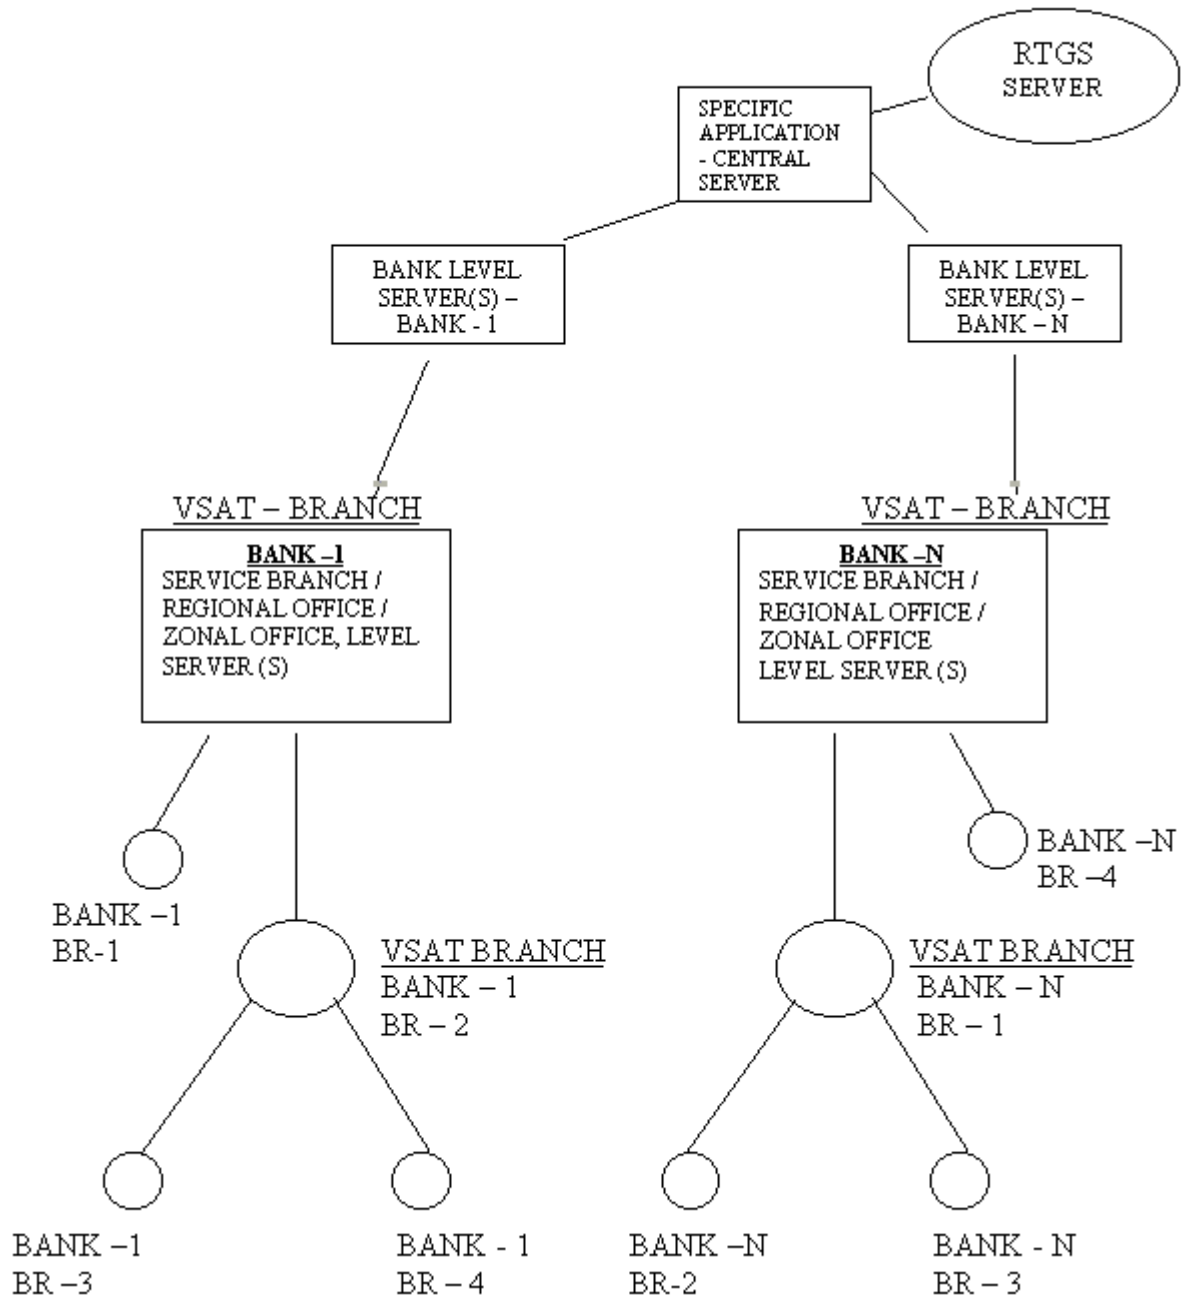 RTGS
SERVER
SPECIFIC
APPLICATION
- CENTRAL
SERVER
BANK LEVEL
SERVER(S) –
BANK - 1
BANK LEVEL
SERVER(S) –
BANK – N
VSAT – BRANCH
BANK –1
SERVICE BRANCH /
REGIONAL OFFICE /
ZONAL OFFICE, LEVEL
SERVER (S)
VSAT – BRANCH
BANK –N
SERVICE BRANCH /
REGIONAL OFFICE /
ZONAL OFFICE
LEVEL SERVER (S)
BANK –1
BR-1
BANK –N
BR –4
VSAT BRANCH
BANK – 1
BR – 2
VSAT BRANCH
BANK – N
BR – 1
BANK –1
BR –3
BANK - 1
BR – 4
BANK –N
BR-2
BANK - N
BR – 3